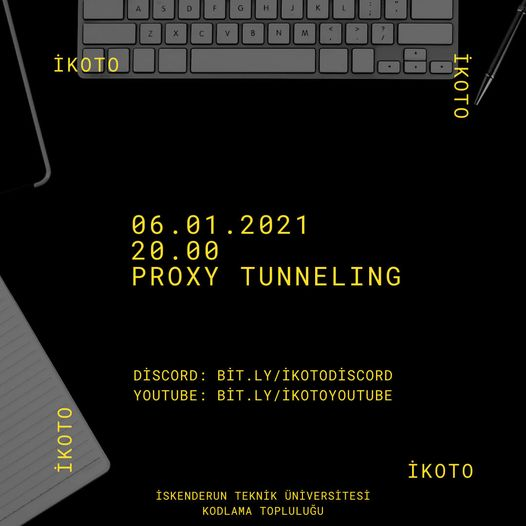 İKOTO
İKOTO
06.01.2021
20.00
PROXY TUNNELING
DİSCORD: BİT.LY/İKOTODİSCORD
YOUTUBE: BİT.LY/İKOTOYOUTUBE
İKOTO
İKOTO
İSKENDERUN TEKNİK ÜNİVERSİTESİ
KODLAMA TOPLULUĞU